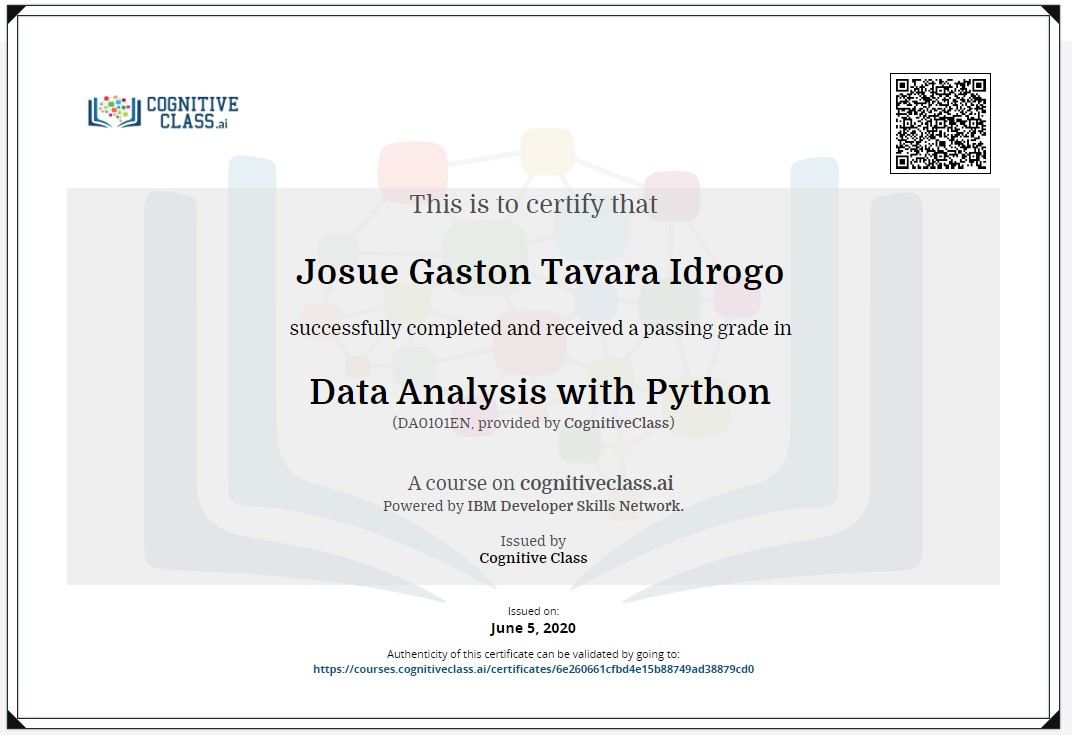 COGNITIVE
CLASS.ai
This is to certify that
Josue Gaston Tavara Idrogo
successfully completed and received a passing grade in
Data Analysis with Python
(DA0101EN, provided by CognitiveClass)
A course on cognitiveclass.ai
Powered by IBM Developer Skills Network.
Issued by
Cognitive Class
Issued on:
June 5, 2020
Authenticity of this certificate can be validated by going to:
https://courses.cognitiveclass.ai/certificates/6e260661cfbd4e15b88749ad38879cd0